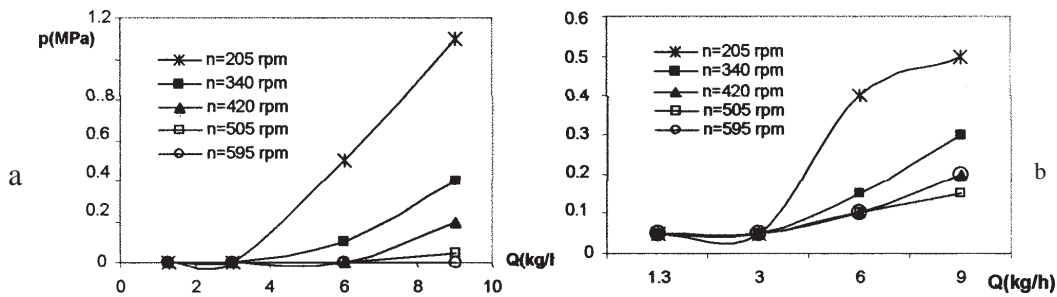 a
p(MPa)
1.2
1
0.8
0.6
0.4
0.2
0
n=205 rpm
n=340 rpm
n=420 rpm
n=505 rpm
n=595 rpm
0 2 4 6 8 10
Q(kg/h
b
0.6
0.5
0.4
0.3
0.2
0.1
0
n=205 rpm
n=340 rpm
n=420 rpm
n=505 rpm
n=595 rpm
1.3 3 6 9
Q(kg/h)